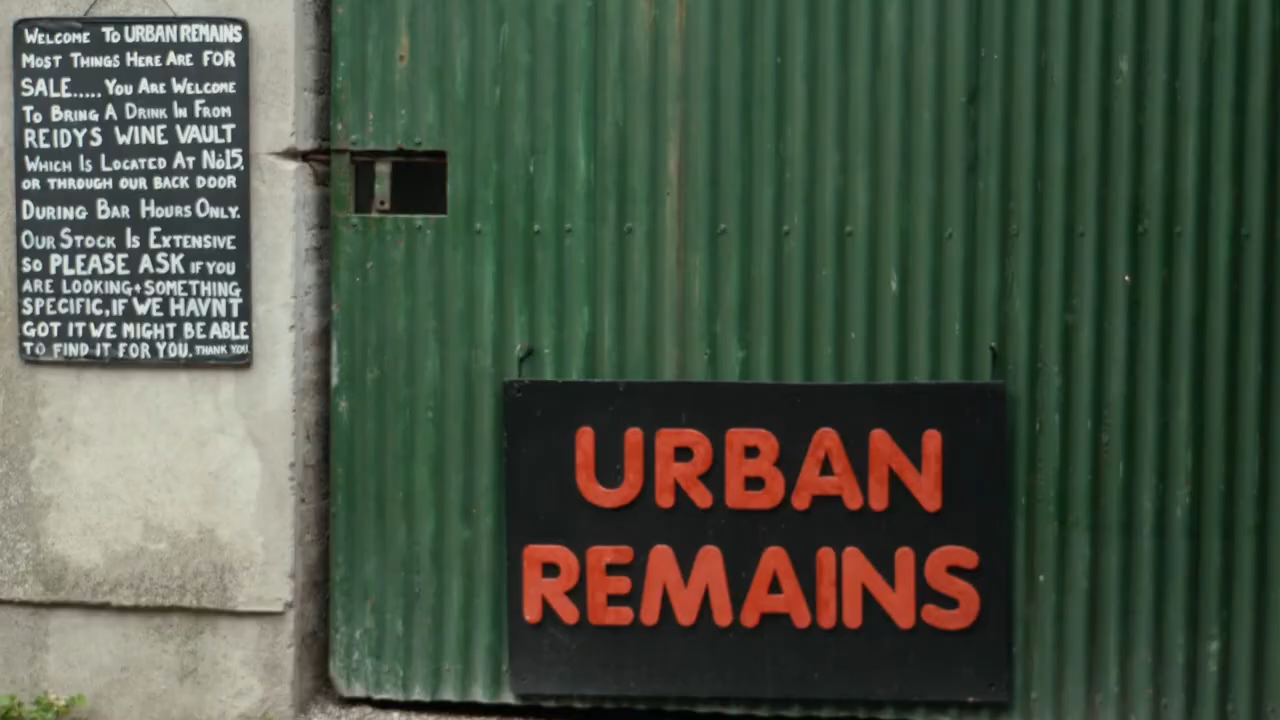 WELCOME TO URBAN REMAINS
MOST THINGS HERE ARE FOR
SALE..... YOU ARE WELCOME
TO BRING A DRINK IN FROM
REIDYS WINE VAULT
WHICH IS LOCATED AT No15,
OR THROUGH OUR BACK DOOR
DURING BAR HOURS ONLY.
OUR STOCK IS EXTENSIVE
SO PLEASE ASK IF YOU
ARE LOOKING+SOMETHING
SPECIFIC, IF WE HAVNT
GOT IT WE MIGHT BE ABLE
TO FIND IT FOR YOU. THANK YOU.
URBAN
REMAINS